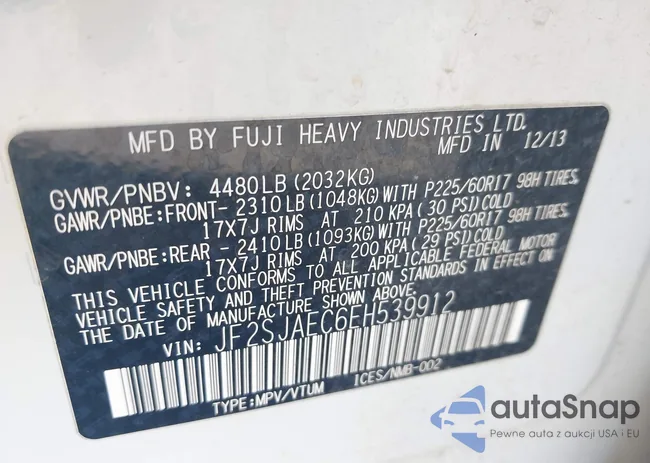 MFD BY FUJI HEAVY INDUSTRIES LTD.
MFD IN 12/13
GVWR/PNBV: 4480LB (2032KG)
GAWR/PNBE:FRONT- 2310LB (1048KG)WITH P225/60R17 98H TIRES,
17X7J RIMS AT 210 KPA (30 PSI)COLD
GAWR/PNBE:REAR - 2410LB (1093KG)WITH P225/60R17 98H TIRES,
17X7J RIMS AT 200 KPA (29 PSI)COLD
THIS VEHICLE CONFORMS TO ALL APPLICABLE FEDERAL MOTOR
VEHICLE SAFETY AND THEFT PREVENTION STANDARDS IN EFFECT ON
THE DATE OF MANUFACTURE SHOWN ABOVE.
VIN: JF2SJAEC6EH539912
TYPE:MPV/VTUM ICES/NMB-002
autaSnap
Pewne auta z aukcji USA i EU